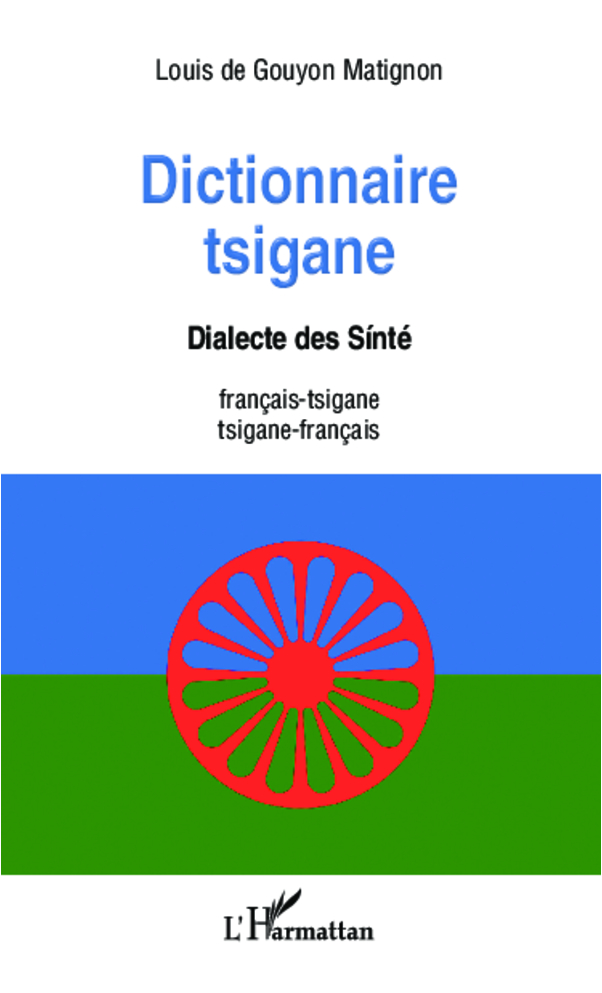 Louis de Gouyon Matignon
Dictionnaire
tsigane
Dialecte des Sínté
français-tsigane
tsigane-français
L'Harmattan